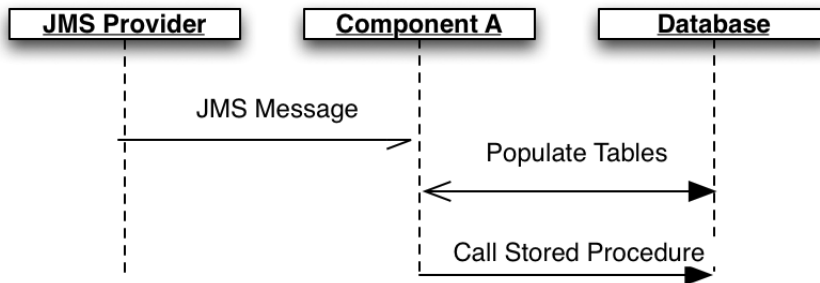 JMS Provider
Component A
Database
JMS Message
Populate Tables
Call Stored Procedure